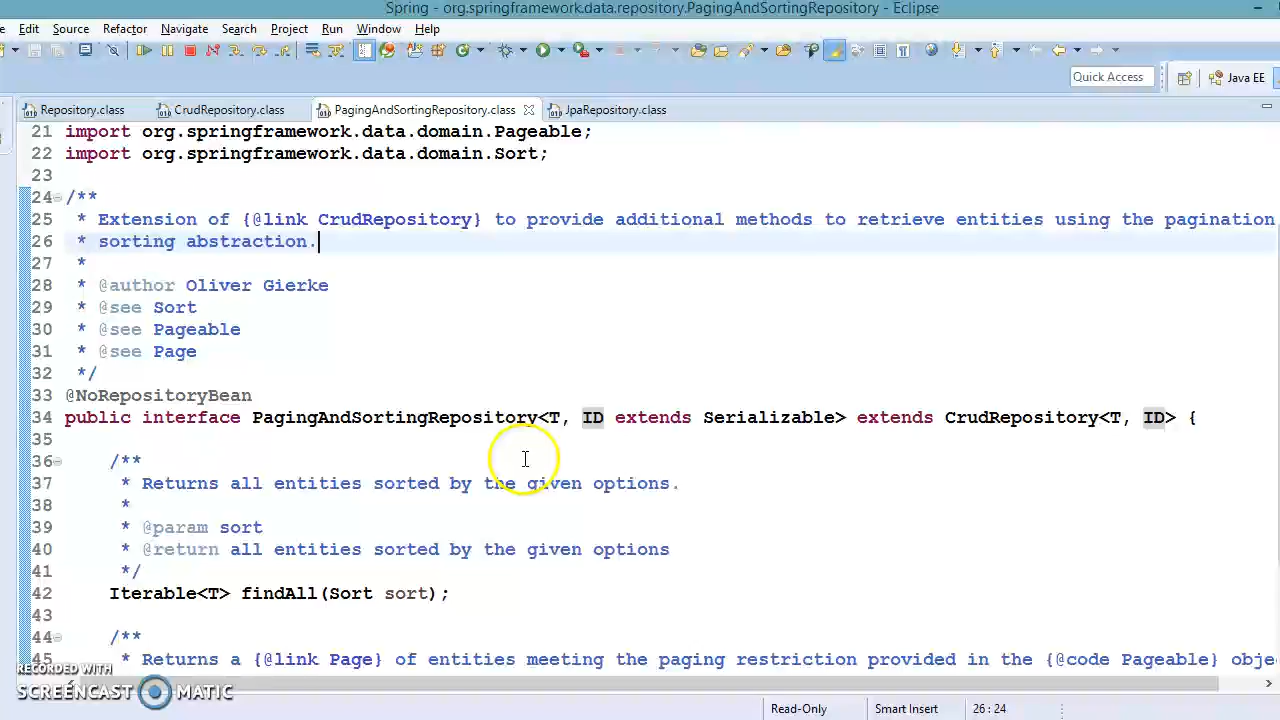 Spring - org.springframework.data.repository.PagingAndSortingRepository - Eclipse
Edit Source Refactor Navigate Search Project Run Window Help
Quick Access Java EE
Repository.class CrudRepository.class PagingAndSortingRepository.class JpaRepository.class
21 import org.springframework.data.domain.Pageable;
22 import org.springframework.data.domain.Sort;
23
24 /**
25 * Extension of {@link CrudRepository} to provide additional methods to retrieve entities using the pagination
26 * sorting abstraction.
27 *
28 * @author Oliver Gierke
29 * @see Sort
30 * @see Pageable
31 * @see Page
32 */
33 @NoRepositoryBean
34 public interface PagingAndSortingRepository<T, ID extends Serializable> extends CrudRepository<T, ID> {
35
36 /**
37 * Returns all entities sorted by the given options.
38 *
39 * @param sort
40 * @return all entities sorted by the given options
41 */
42 Iterable<T> findAll(Sort sort);
43
44 /**
45 * Returns a {@link Page} of entities meeting the paging restriction provided in the {@code Pageable} obje
RECORDED WITH
SCREENCAST MATIC
Read-Only Smart Insert 26 : 24